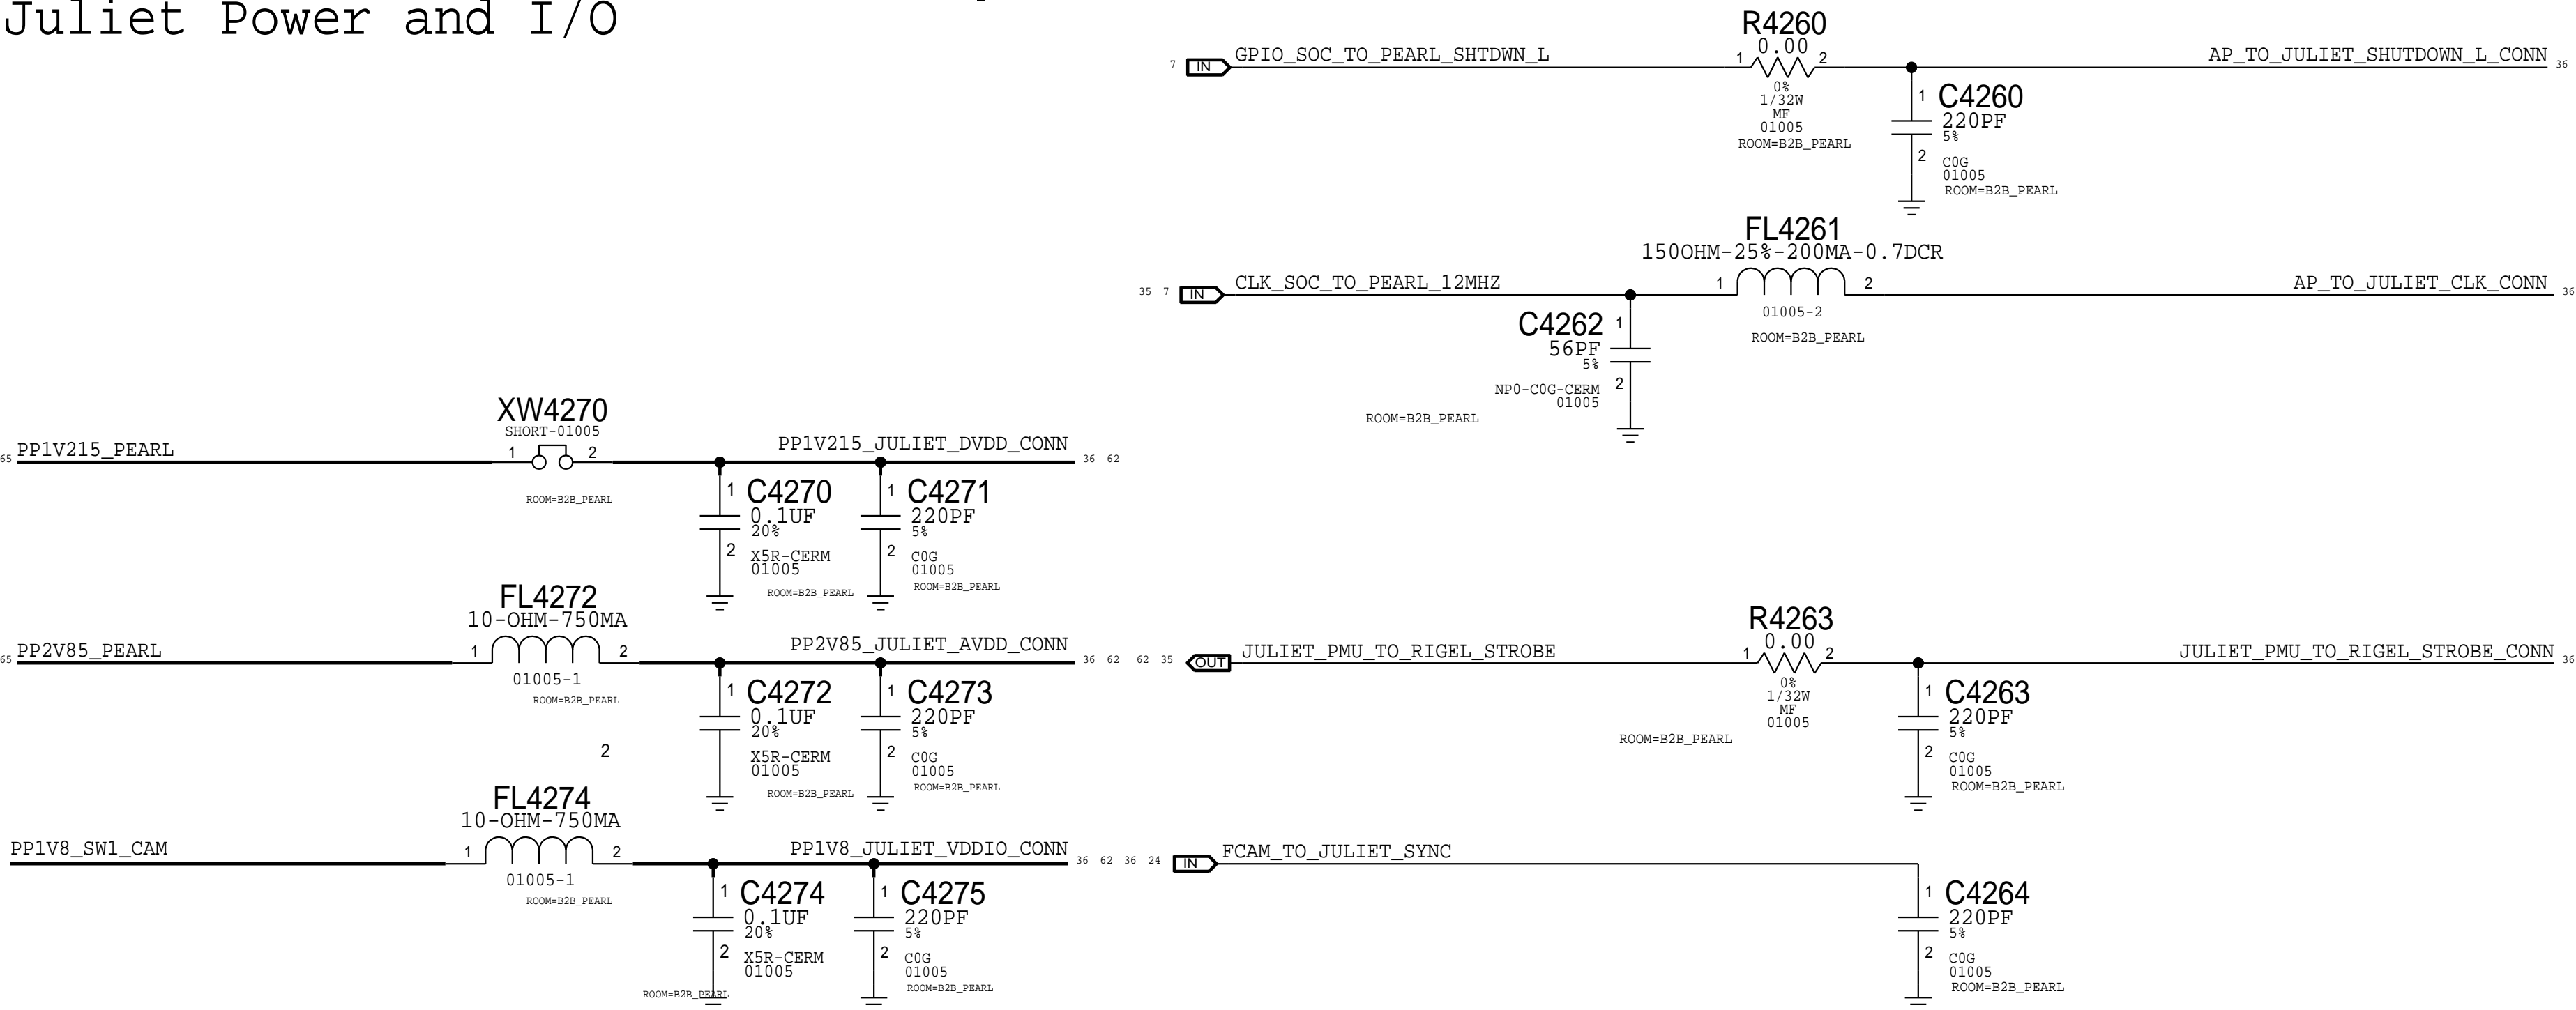 Juliet Power and I/O
R4260
0.00
7 IN GPIO_SOC_TO_PEARL_SHTDWN_L 1 2 AP_TO_JULIET_SHUTDOWN_L_CONN 36
0%
1/32W
MF
01005
ROOM=B2B_PEARL
1 C4260
220PF
5%
2
C0G
01005
ROOM=B2B_PEARL
FL4261
150OHM-25%-200MA-0.7DCR
35 7 IN CLK_SOC_TO_PEARL_12MHZ 1 2 AP_TO_JULIET_CLK_CONN 36
01005-2
ROOM=B2B_PEARL
C4262 1
56PF
5%
2
NP0-C0G-CERM
01005
ROOM=B2B_PEARL
XW4270
SHORT-01005
65 PP1V215_PEARL 1 2 PP1V215_JULIET_DVDD_CONN 36 62
ROOM=B2B_PEARL
1 C4270
0.1UF
20%
2
X5R-CERM
01005
ROOM=B2B_PEARL
1 C4271
220PF
5%
2
C0G
01005
ROOM=B2B_PEARL
FL4272
10-OHM-750MA
65 PP2V85_PEARL 1 2 PP2V85_JULIET_AVDD_CONN 36 62
01005-1
ROOM=B2B_PEARL
1 C4272
0.1UF
20%
2
X5R-CERM
01005
ROOM=B2B_PEARL
1 C4273
220PF
5%
2
C0G
01005
ROOM=B2B_PEARL
R4263
0.00
62 35 OUT JULIET_PMU_TO_RIGEL_STROBE 1 2 JULIET_PMU_TO_RIGEL_STROBE_CONN 36
0%
1/32W
MF
01005
ROOM=B2B_PEARL
1 C4263
220PF
5%
2
C0G
01005
ROOM=B2B_PEARL
FL4274
10-OHM-750MA
PP1V8_SW1_CAM 1 2 PP1V8_JULIET_VDDIO_CONN 36 62
01005-1
ROOM=B2B_PEARL
1 C4274
0.1UF
20%
2
X5R-CERM
01005
ROOM=B2B_PEARL
1 C4275
220PF
5%
2
C0G
01005
ROOM=B2B_PEARL
36 24 IN FCAM_TO_JULIET_SYNC
1 C4264
220PF
5%
2
C0G
01005
ROOM=B2B_PEARL